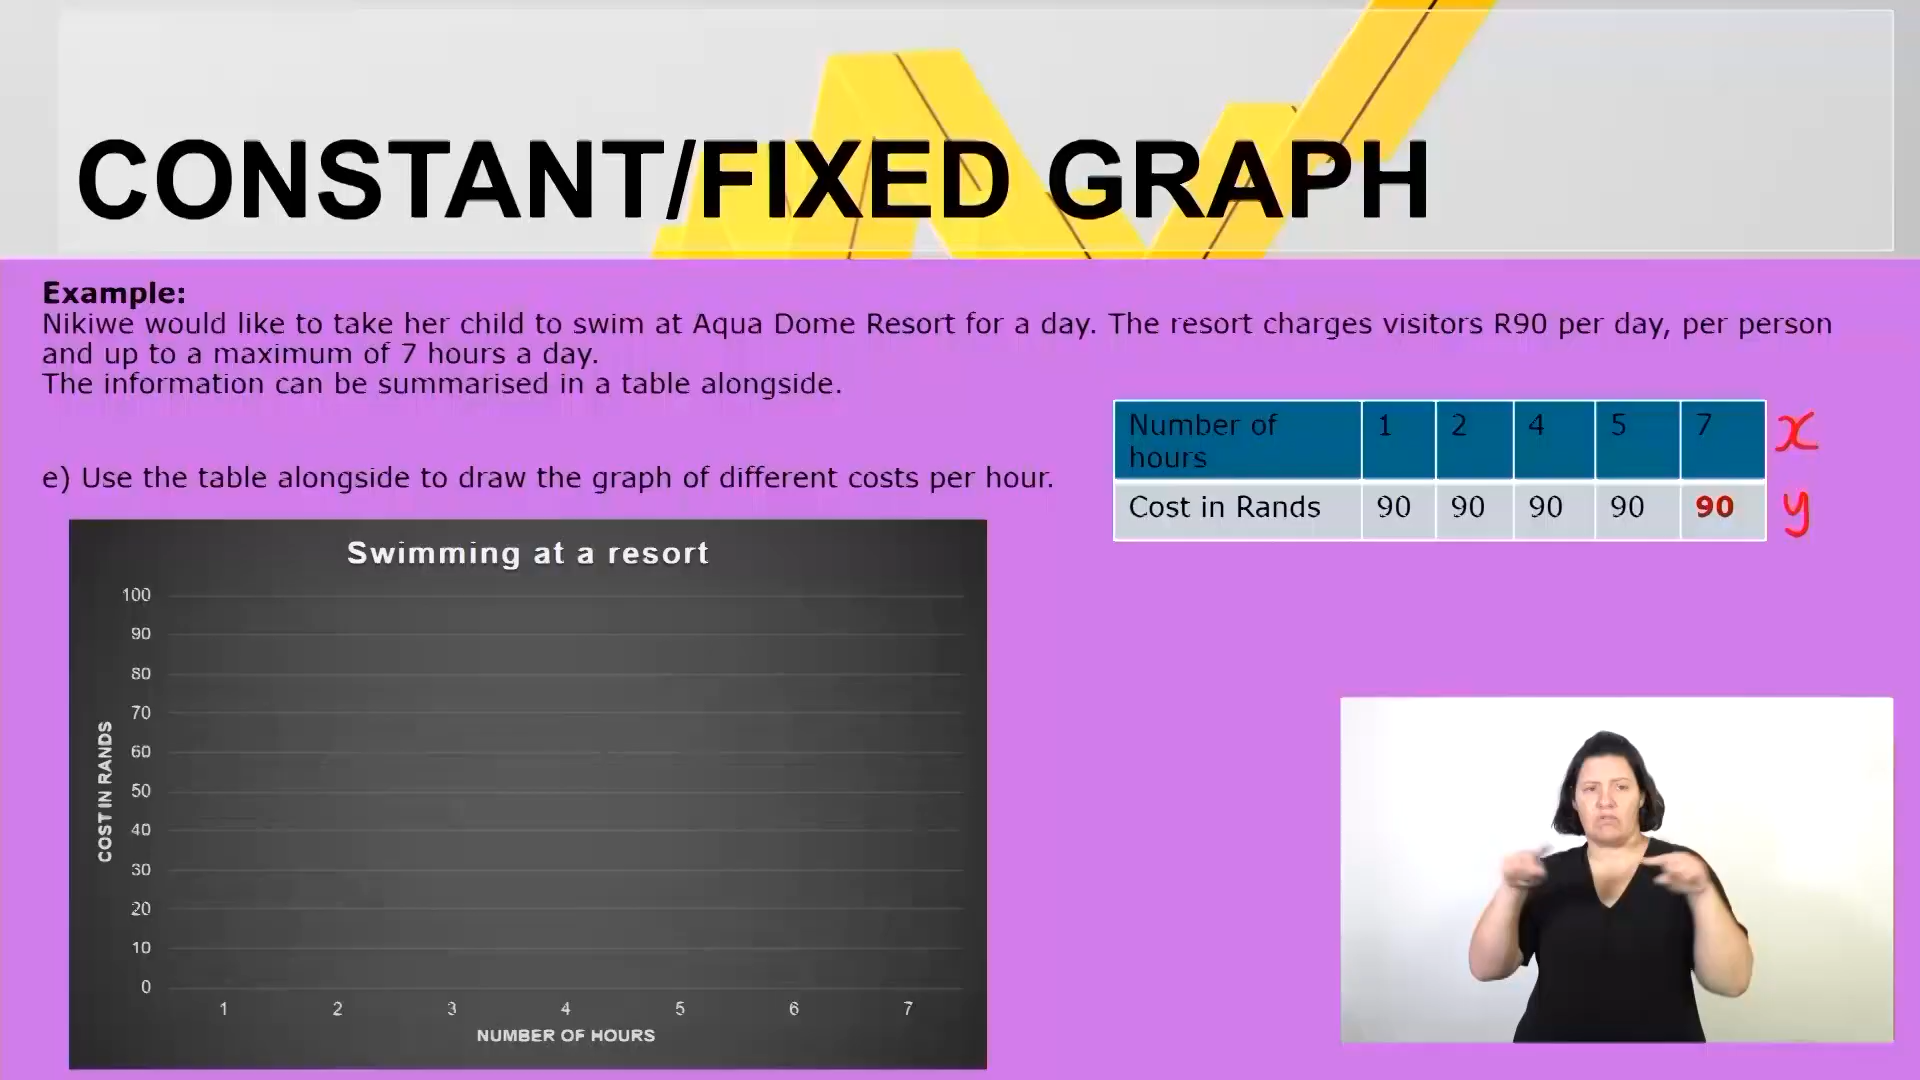 CONSTANT/FIXED GRAPH
Example:
Nikiwe would like to take her child to swim at Aqua Dome Resort for a day. The resort charges visitors R90 per day, per person
and up to a maximum of 7 hours a day.
The information can be summarised in a table alongside.
Number of hours 1 2 4 5 7 x
Cost in Rands 90 90 90 90 90 y
e) Use the table alongside to draw the graph of different costs per hour.
Swimming at a resort
COST IN RANDS
100
90
80
70
60
50
40
30
20
10
0
1 2 3 4 5 6 7
NUMBER OF HOURS